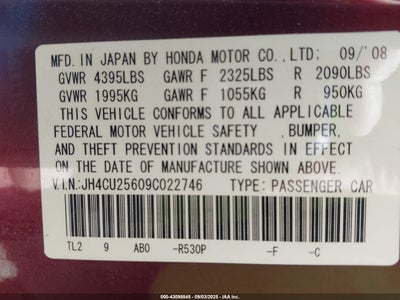 MFD. IN JAPAN BY HONDA MOTOR CO.,LTD: 09/'08
GVWR 4395LBS GAWR F 2325LBS R 2090LBS
GVWR 1995KG GAWR F 1055KG R 950KG
THIS VEHICLE CONFORMS TO ALL APPLICABLE
FEDERAL MOTOR VEHICLE SAFETY , BUMPER,
AND THEFT PREVENTION STANDARDS IN EFFECT
ON THE DATE OF MANUFACTURE SHOWN ABOVE.
V.I.N.:JH4CU25609C022746 TYPE: PASSENGER CAR
TL2 9 AB0 -R530P -F -C
000-43098845 - 09/03/2025 - IAA Inc.